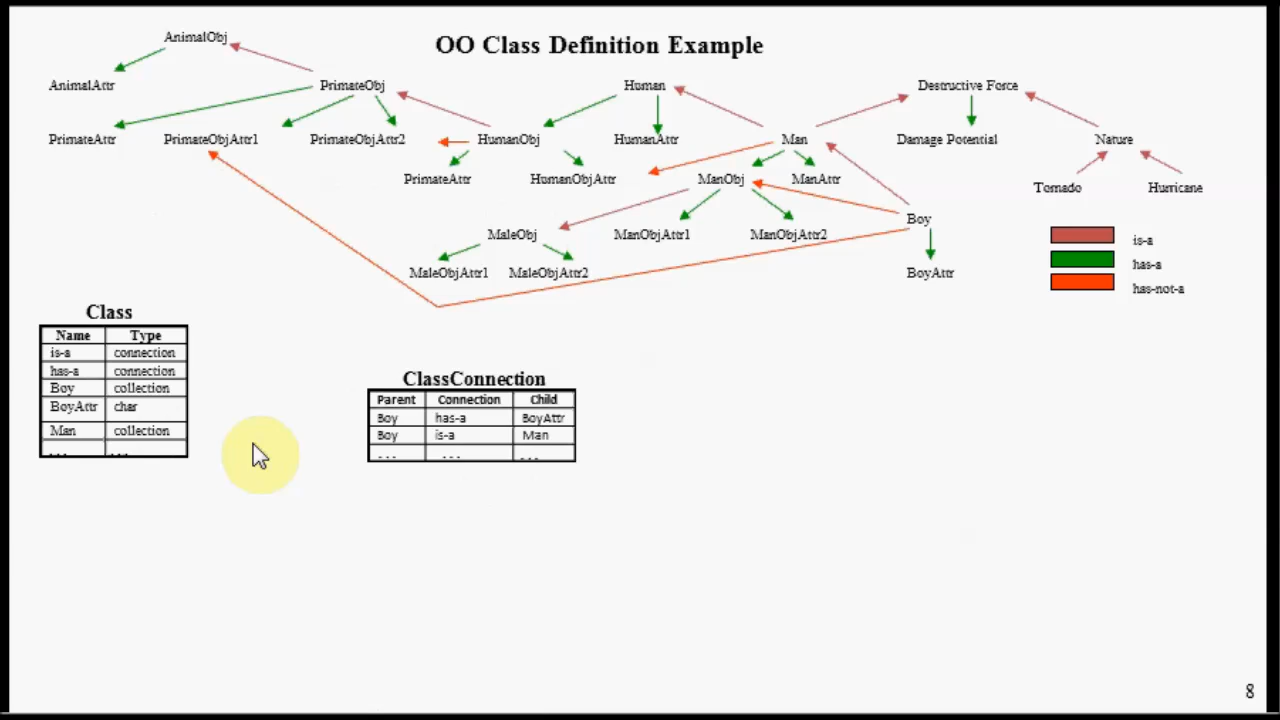 OO Class Definition Example
AnimalObj
AnimalAttr
PrimateObj
Human
Destructive Force
PrimateAttr
PrimateObjAttr1
PrimateObjAttr2
HumanObj
HumanAttr
Man
Damage Potential
Nature
PrimateAttr
HumanObjAttr
ManObj
ManAttr
Tornado
Hurricane
Boy
MaleObj
ManObjAttr1
ManObjAttr2
is-a
has-a
has-not-a
MaleObjAttr1
MaleObjAttr2
BoyAttr
Class
Name Type
is-a connection
has-a connection
Boy collection
BoyAttr char
Man collection
... ...
ClassConnection
Parent Connection Child
Boy has-a BoyAttr
Boy is-a Man
... ... ...
8